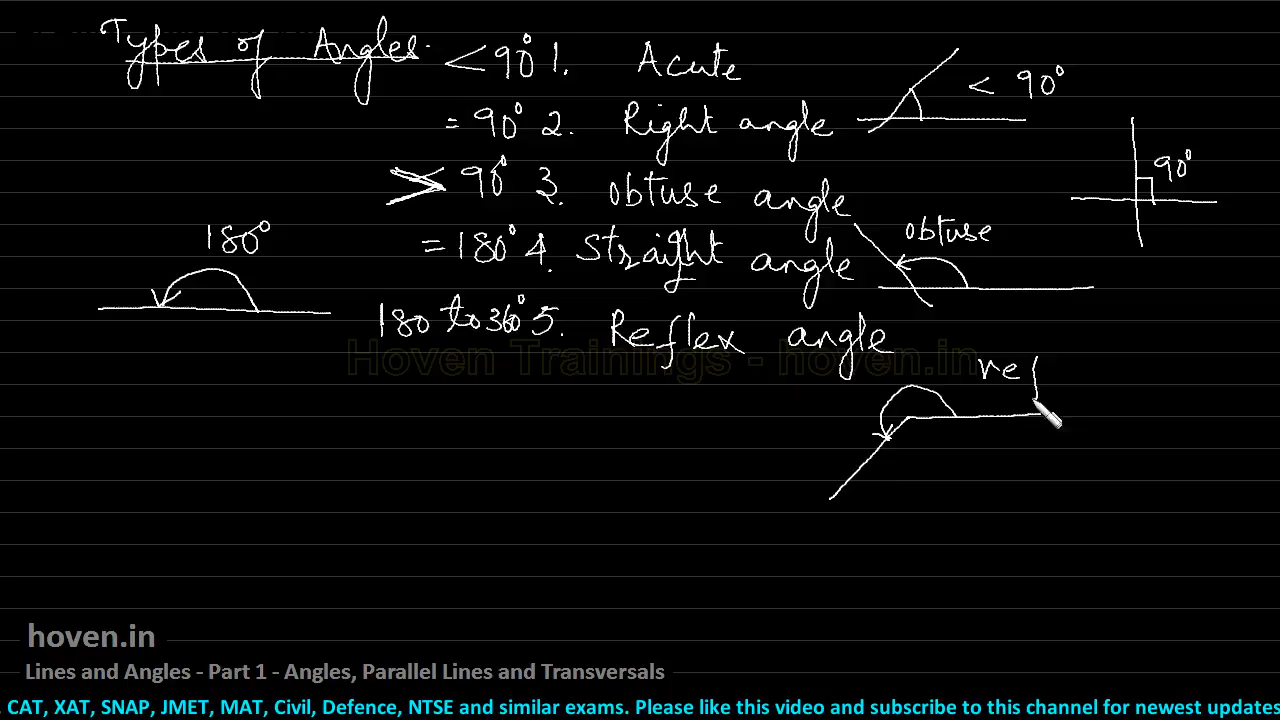 Types of Angles.
< 90° 1. Acute
< 90°
= 90° 2. Right angle
90°
> 90° 3. obtuse angle
obtuse
180°
= 180° 4. Straight angle
180 to 360° 5. Reflex angle
Hoven Trainings - hoven.in
ref
hoven.in
Lines and Angles - Part 1 - Angles, Parallel Lines and Transversals
CAT, XAT, SNAP, JMET, MAT, Civil, Defence, NTSE and similar exams. Please like this video and subscribe to this channel for newest updates